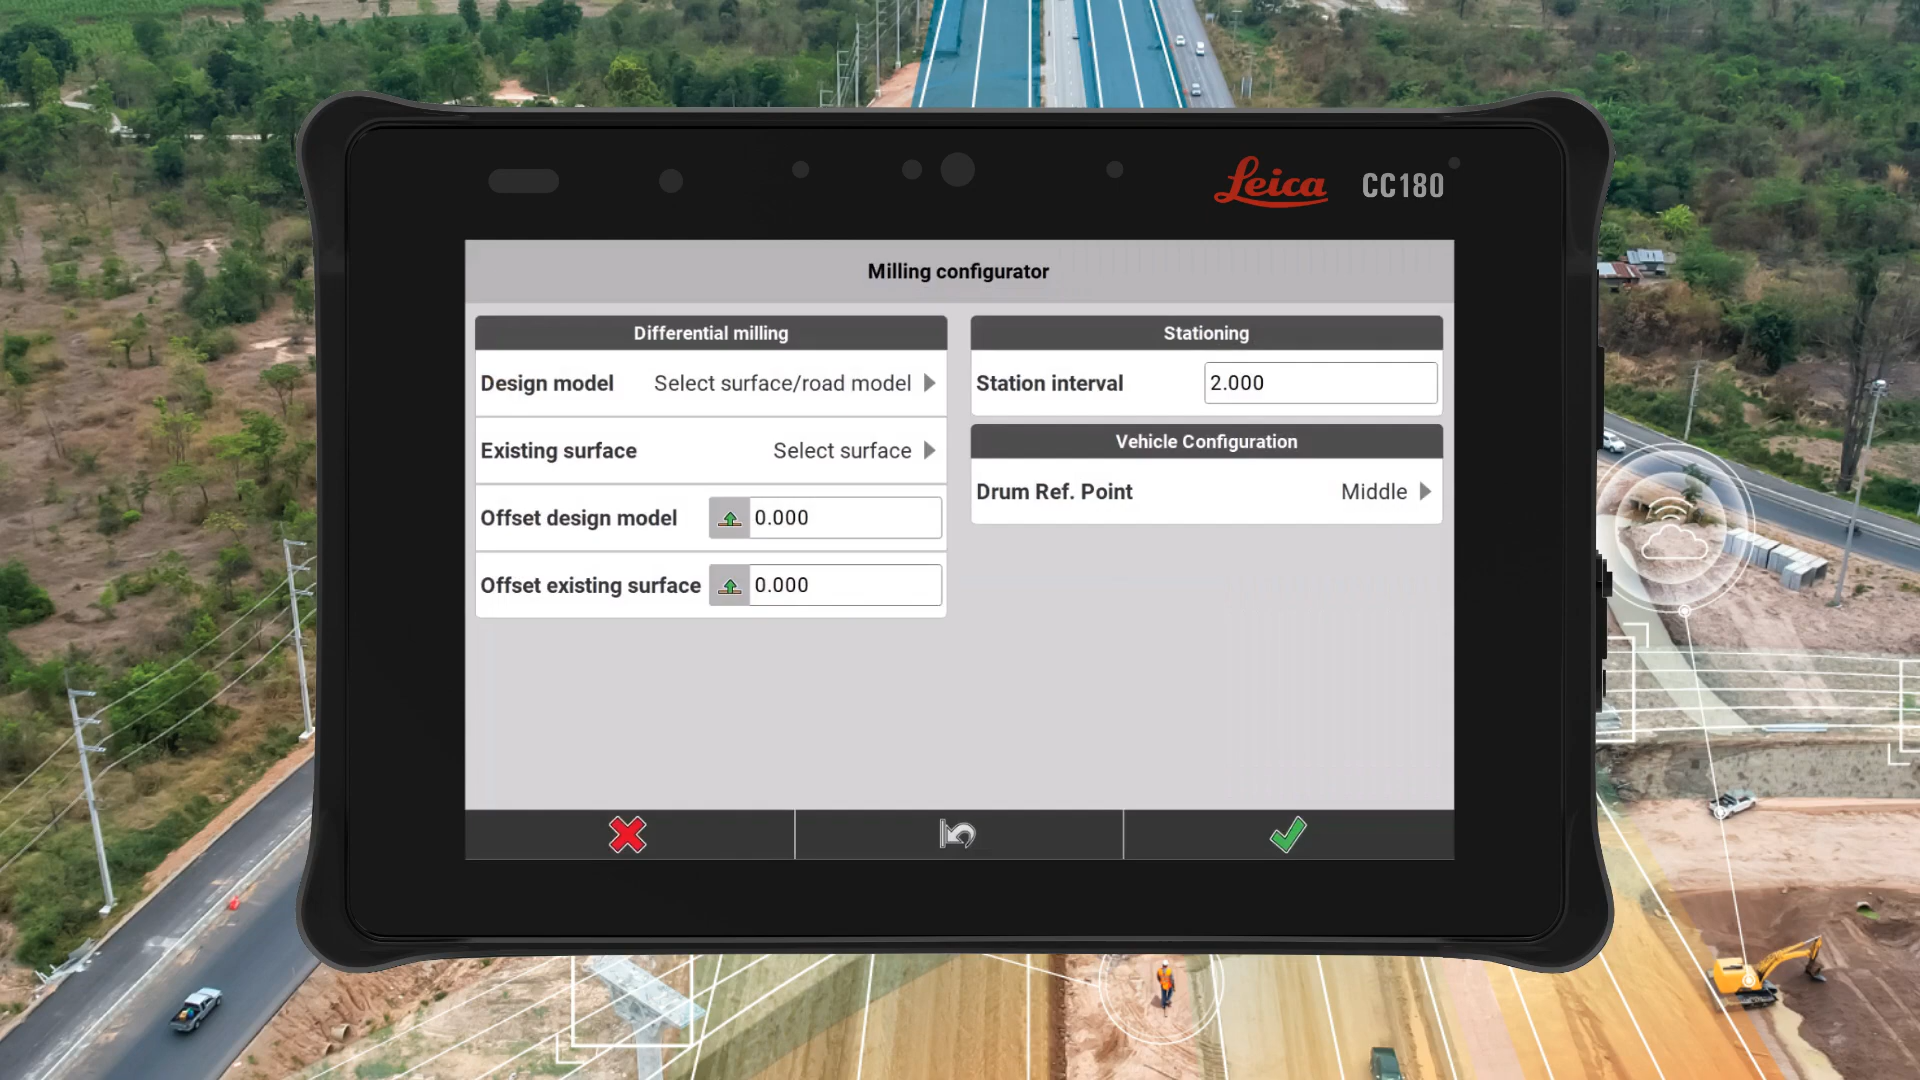 Leica CC180
Milling configurator
Differential milling
Design model Select surface/road model
Existing surface Select surface
Offset design model 0.000
Offset existing surface 0.000
Stationing
Station interval 2.000
Vehicle Configuration
Drum Ref. Point Middle